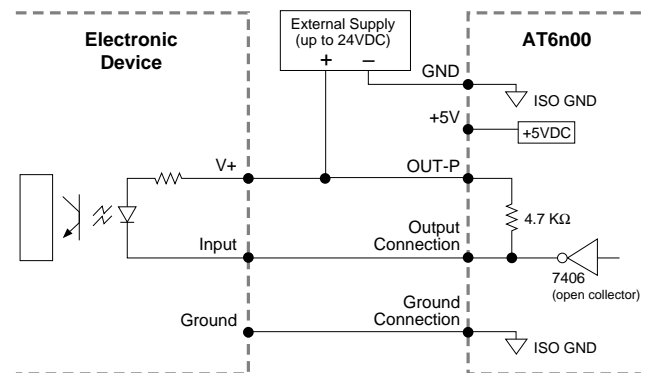 External Supply
(up to 24VDC)
+ –
Electronic
Device
AT6n00
GND
ISO GND
+5V
+5VDC
V+
OUT-P
4.7 KΩ
Input
Output
Connection
7406
(open collector)
Ground
Ground
Connection
ISO GND